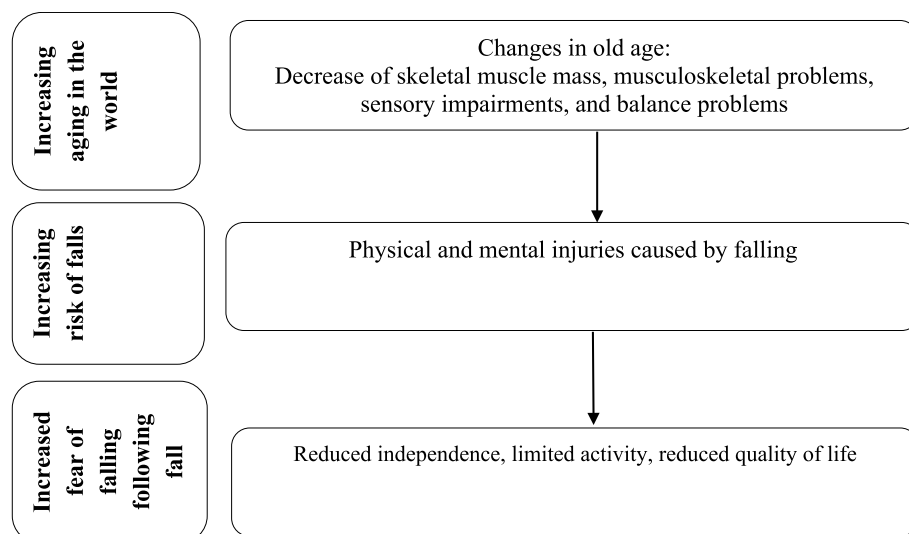 Increasing
aging in the
world
Changes in old age:
Decrease of skeletal muscle mass, musculoskeletal problems,
sensory impairments, and balance problems
Increasing
risk of falls
Physical and mental injuries caused by falling
Increased
fear of
falling
following
fall
Reduced independence, limited activity, reduced quality of life